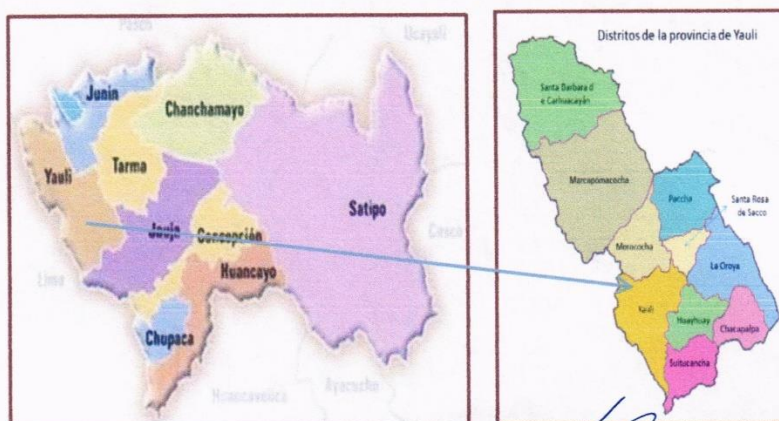 Pasco
Ucayali
Junin
Chanchamayo
Tarma
Yauli
Satipo
Jauja
Concepción
Cusco
Lima
Huancayo
Chupaca
Huancavelica
Ayacucho
Distritos de la provincia de Yauli
Santa Barbara d
e Carhuacayán
Marcapomacocha
Paccha
Santa Rosa
de Sacco
Morococha
La Oroya
Yauli
Huayhuay
Chacapalpa
Suitucancha